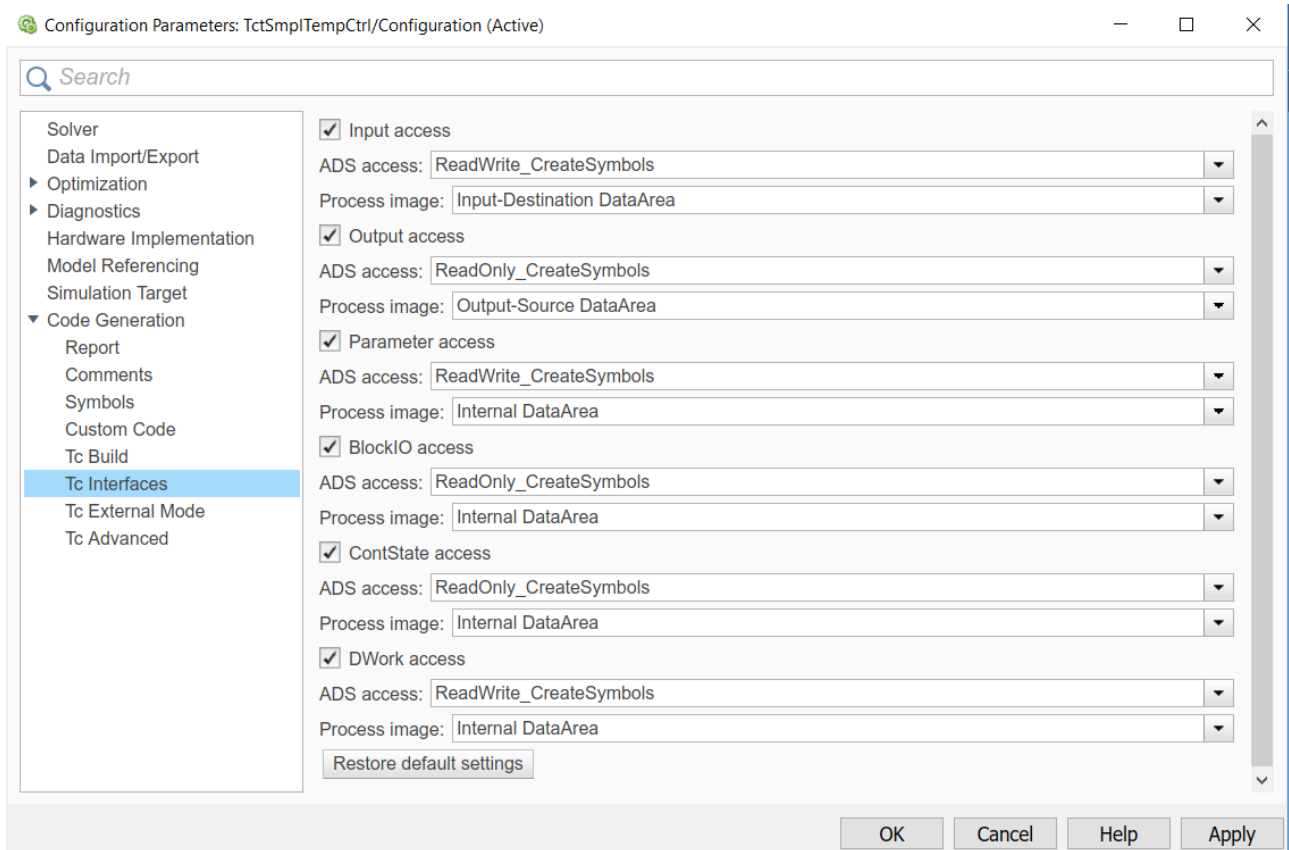 Configuration Parameters: TctSmplTempCtrl/Configuration (Active)
Search
Solver
Data Import/Export
Optimization
Diagnostics
Hardware Implementation
Model Referencing
Simulation Target
Code Generation
Report
Comments
Symbols
Custom Code
Tc Build
Tc Interfaces
Tc External Mode
Tc Advanced
Input access
ADS access: ReadWrite_CreateSymbols
Process image: Input-Destination DataArea
Output access
ADS access: ReadOnly_CreateSymbols
Process image: Output-Source DataArea
Parameter access
ADS access: ReadWrite_CreateSymbols
Process image: Internal DataArea
BlockIO access
ADS access: ReadOnly_CreateSymbols
Process image: Internal DataArea
ContState access
ADS access: ReadOnly_CreateSymbols
Process image: Internal DataArea
DWork access
ADS access: ReadWrite_CreateSymbols
Process image: Internal DataArea
Restore default settings
OK Cancel Help Apply